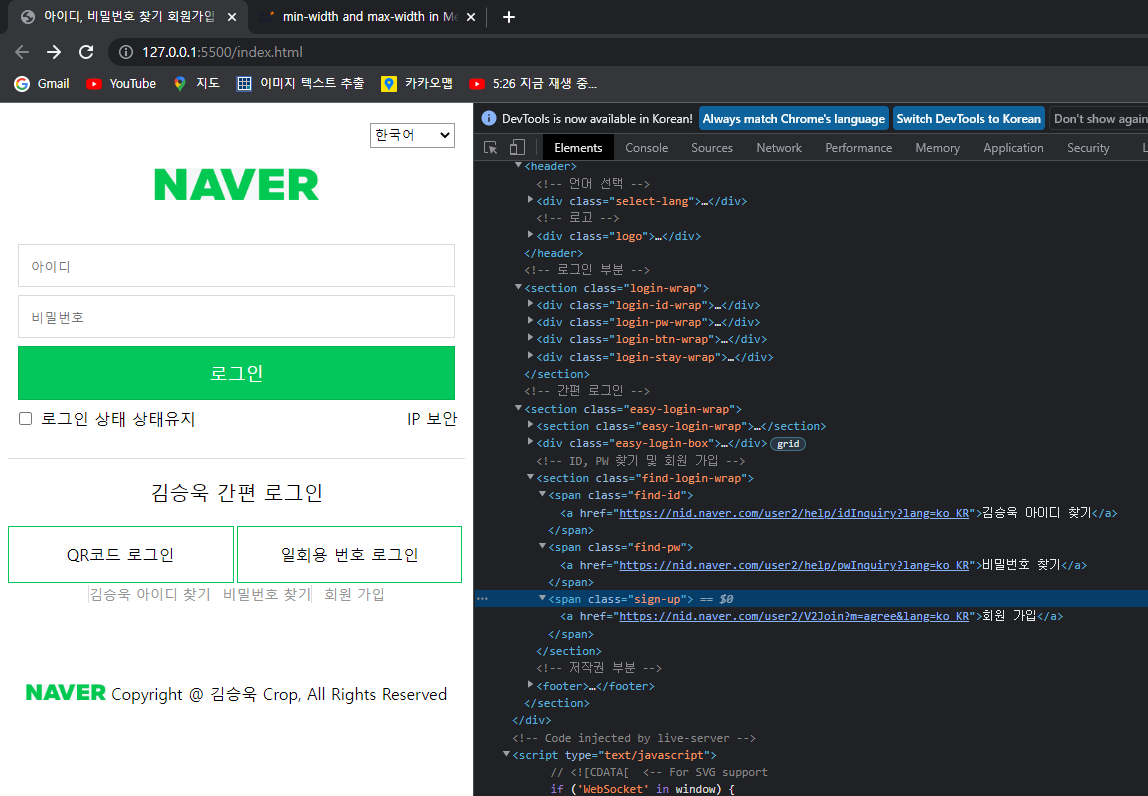 아이디, 비밀번호 찾기 회원가입
min-width and max-width in Me
127.0.0.1:5500/index.html
Gmail
YouTube
지도
이미지 텍스트 추출
카카오맵
5:26 지금 재생 중...
한국어
NAVER
아이디
비밀번호
로그인
로그인 상태 상태유지
IP 보안
김승욱 간편 로그인
QR코드 로그인
일회용 번호 로그인
김승욱 아이디 찾기
비밀번호 찾기
회원 가입
NAVER Copyright @ 김승욱 Crop, All Rights Reserved
DevTools is now available in Korean!
Always match Chrome's language
Switch DevTools to Korean
Don't show again
Elements
Console
Sources
Network
Performance
Memory
Application
Security
L
<header>
<!-- 언어 선택 -->
<div class="select-lang">…</div>
<!-- 로고 -->
<div class="logo">…</div>
</header>
<!-- 로그인 부분 -->
<section class="login-wrap">
<div class="login-id-wrap">…</div>
<div class="login-pw-wrap">…</div>
<div class="login-btn-wrap">…</div>
<div class="login-stay-wrap">…</div>
</section>
<!-- 간편 로그인 -->
<section class="easy-login-wrap">
<section class="easy-login-wrap">…</section>
<div class="easy-login-box">…</div> grid
<!-- ID, PW 찾기 및 회원 가입 -->
<section class="find-login-wrap">
<span class="find-id">
<a href="https://nid.naver.com/user2/help/idInquiry?lang=ko_KR">김승욱 아이디 찾기</a>
</span>
<span class="find-pw">
<a href="https://nid.naver.com/user2/help/pwInquiry?lang=ko_KR">비밀번호 찾기</a>
</span>
<span class="sign-up"> == $0
<a href="https://nid.naver.com/user2/V2Join?m=agree&lang=ko_KR">회원 가입</a>
</span>
</section>
<!-- 저작권 부분 -->
<footer>…</footer>
</section>
</div>
<!-- Code injected by live-server -->
<script type="text/javascript">
// <![CDATA[ <-- For SVG support
if ('WebSocket' in window) {